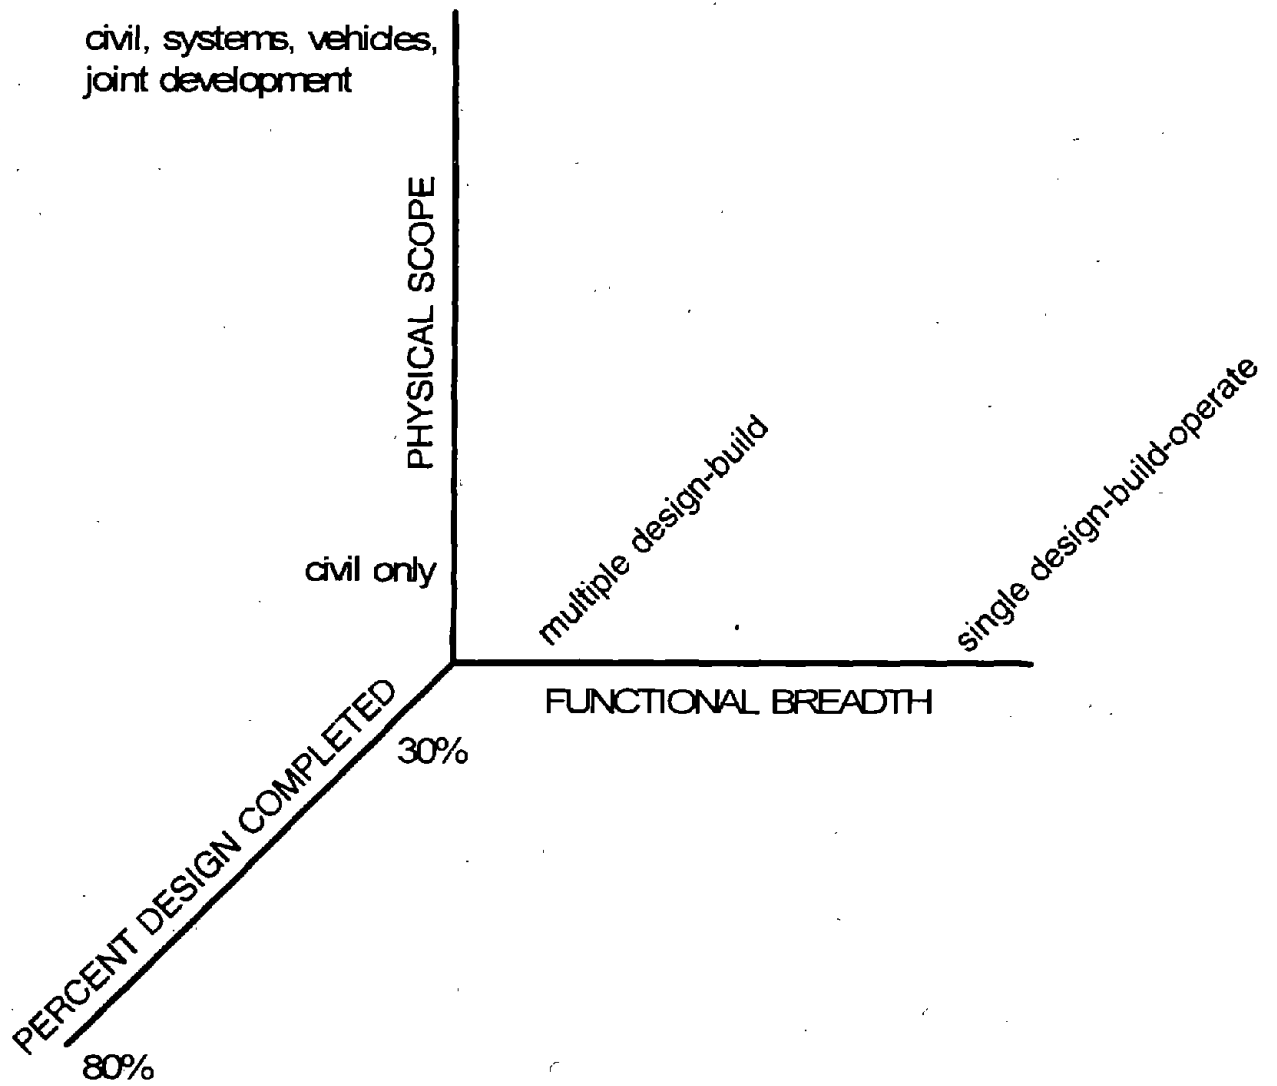 civil, systems, vehicles,
joint development
PHYSICAL SCOPE
civil only
multiple design-build
single design-build-operate
FUNCTIONAL BREADTH
PERCENT DESIGN COMPLETED
30%
80%